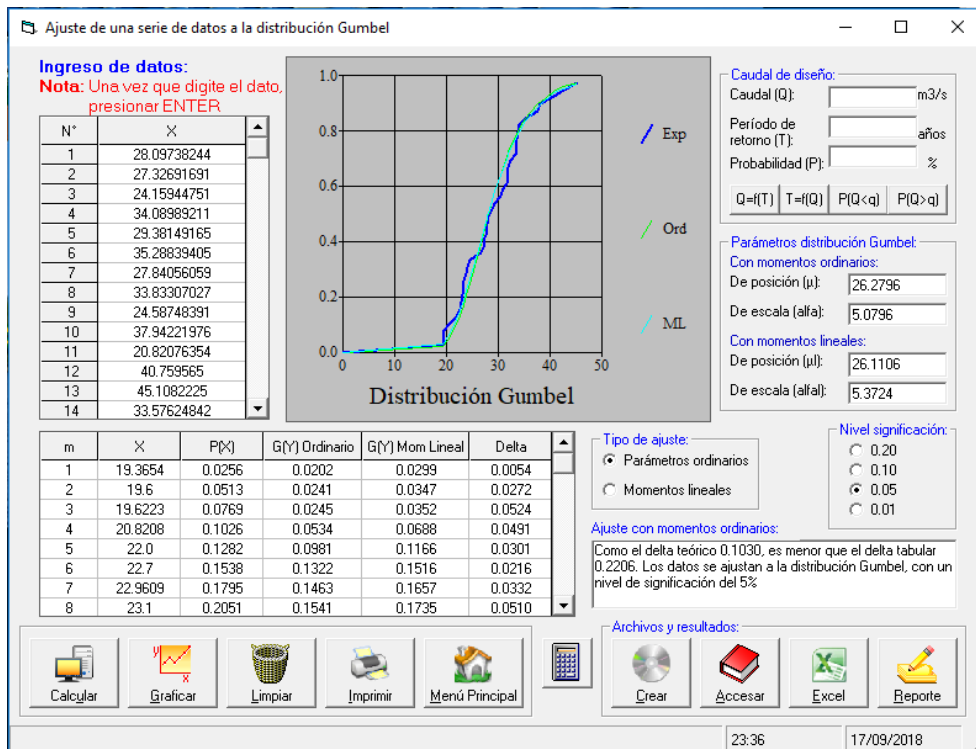 Ajuste de una serie de datos a la distribución Gumbel
Ingreso de datos:
Nota: Una vez que digite el dato,
presionar ENTER
N° X
1 28.09738244
2 27.32691691
3 24.15944751
4 34.08989211
5 29.38149165
6 35.28839405
7 27.84056059
8 33.83307027
9 24.58748391
10 37.94221976
11 20.82076354
12 40.759565
13 45.1082225
14 33.57624842
1.0
0.8
0.6
0.4
0.2
0.0
0 10 20 30 40 50
Distribución Gumbel
Exp
Ord
ML
Caudal de diseño:
Caudal (Q): m3/s
Período de
retorno (T): años
Probabilidad (P): %
Q=f(T) T=f(Q) P(Q<q) P(Q>q)
Parámetros distribución Gumbel:
Con momentos ordinarios:
De posición (μ): 26.2796
De escala (alfa): 5.0796
Con momentos lineales:
De posición (μl): 26.1106
De escala (alfal): 5.3724
m X P(X) G(Y) Ordinario G(Y) Mom Lineal Delta
1 19.3654 0.0256 0.0202 0.0299 0.0054
2 19.6 0.0513 0.0241 0.0347 0.0272
3 19.6223 0.0769 0.0245 0.0352 0.0524
4 20.8208 0.1026 0.0534 0.0688 0.0491
5 22.0 0.1282 0.0981 0.1166 0.0301
6 22.7 0.1538 0.1322 0.1516 0.0216
7 22.9609 0.1795 0.1463 0.1657 0.0332
8 23.1 0.2051 0.1541 0.1735 0.0510
Tipo de ajuste:
Parámetros ordinarios
Momentos lineales
Nivel significación:
0.20
0.10
0.05
0.01
Ajuste con momentos ordinarios:
Como el delta teórico 0.1030, es menor que el delta tabular
0.2206. Los datos se ajustan a la distribución Gumbel, con un
nivel de significación del 5%
Calcular
Graficar
Limpiar
Imprimir
Menú Principal
Archivos y resultados:
Crear
Accesar
Excel
Reporte
23:36 17/09/2018